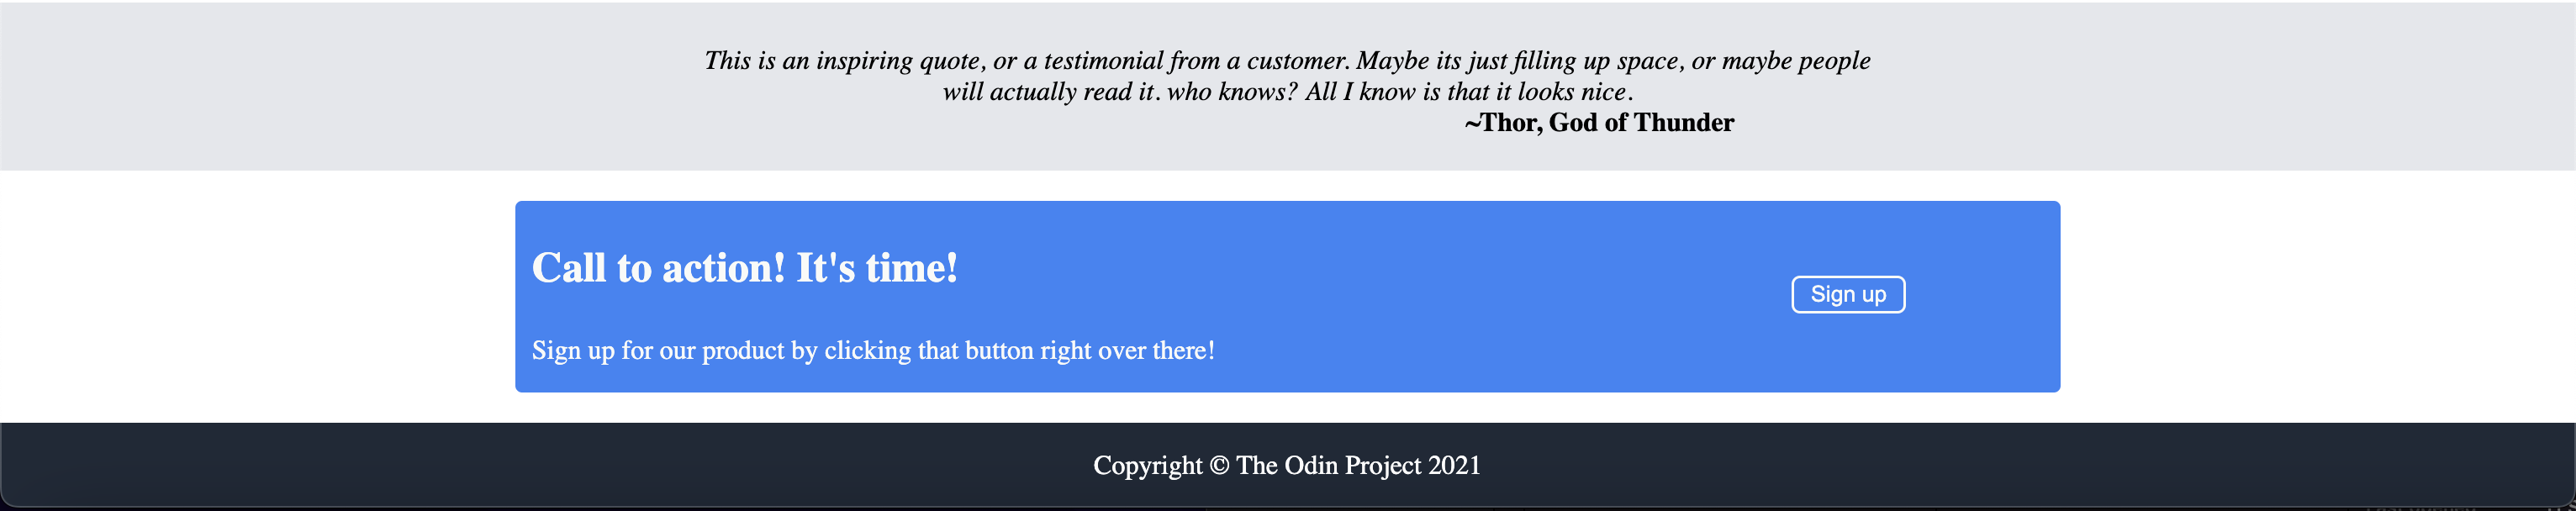 This is an inspiring quote, or a testimonial from a customer. Maybe its just filling up space, or maybe people
will actually read it. who knows? All I know is that it looks nice.
~Thor, God of Thunder
Call to action! It's time!
Sign up
Sign up for our product by clicking that button right over there!
Copyright © The Odin Project 2021